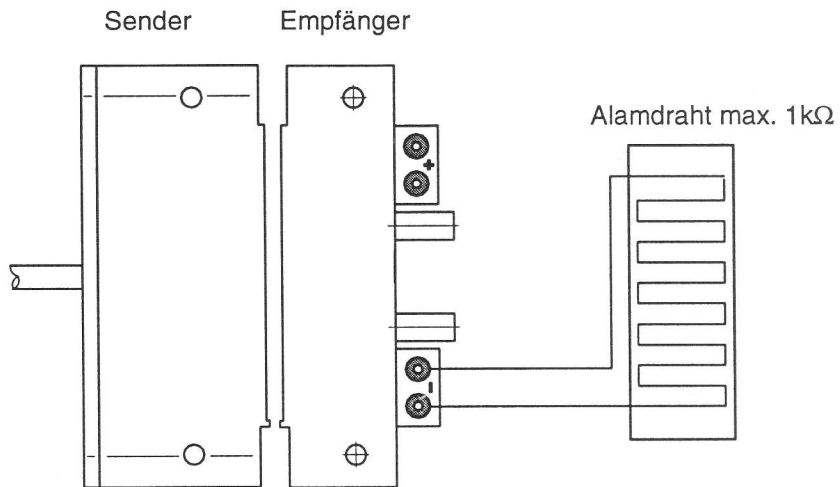 Sender
Empfänger
Alamdraht max. 1kΩ
+
-